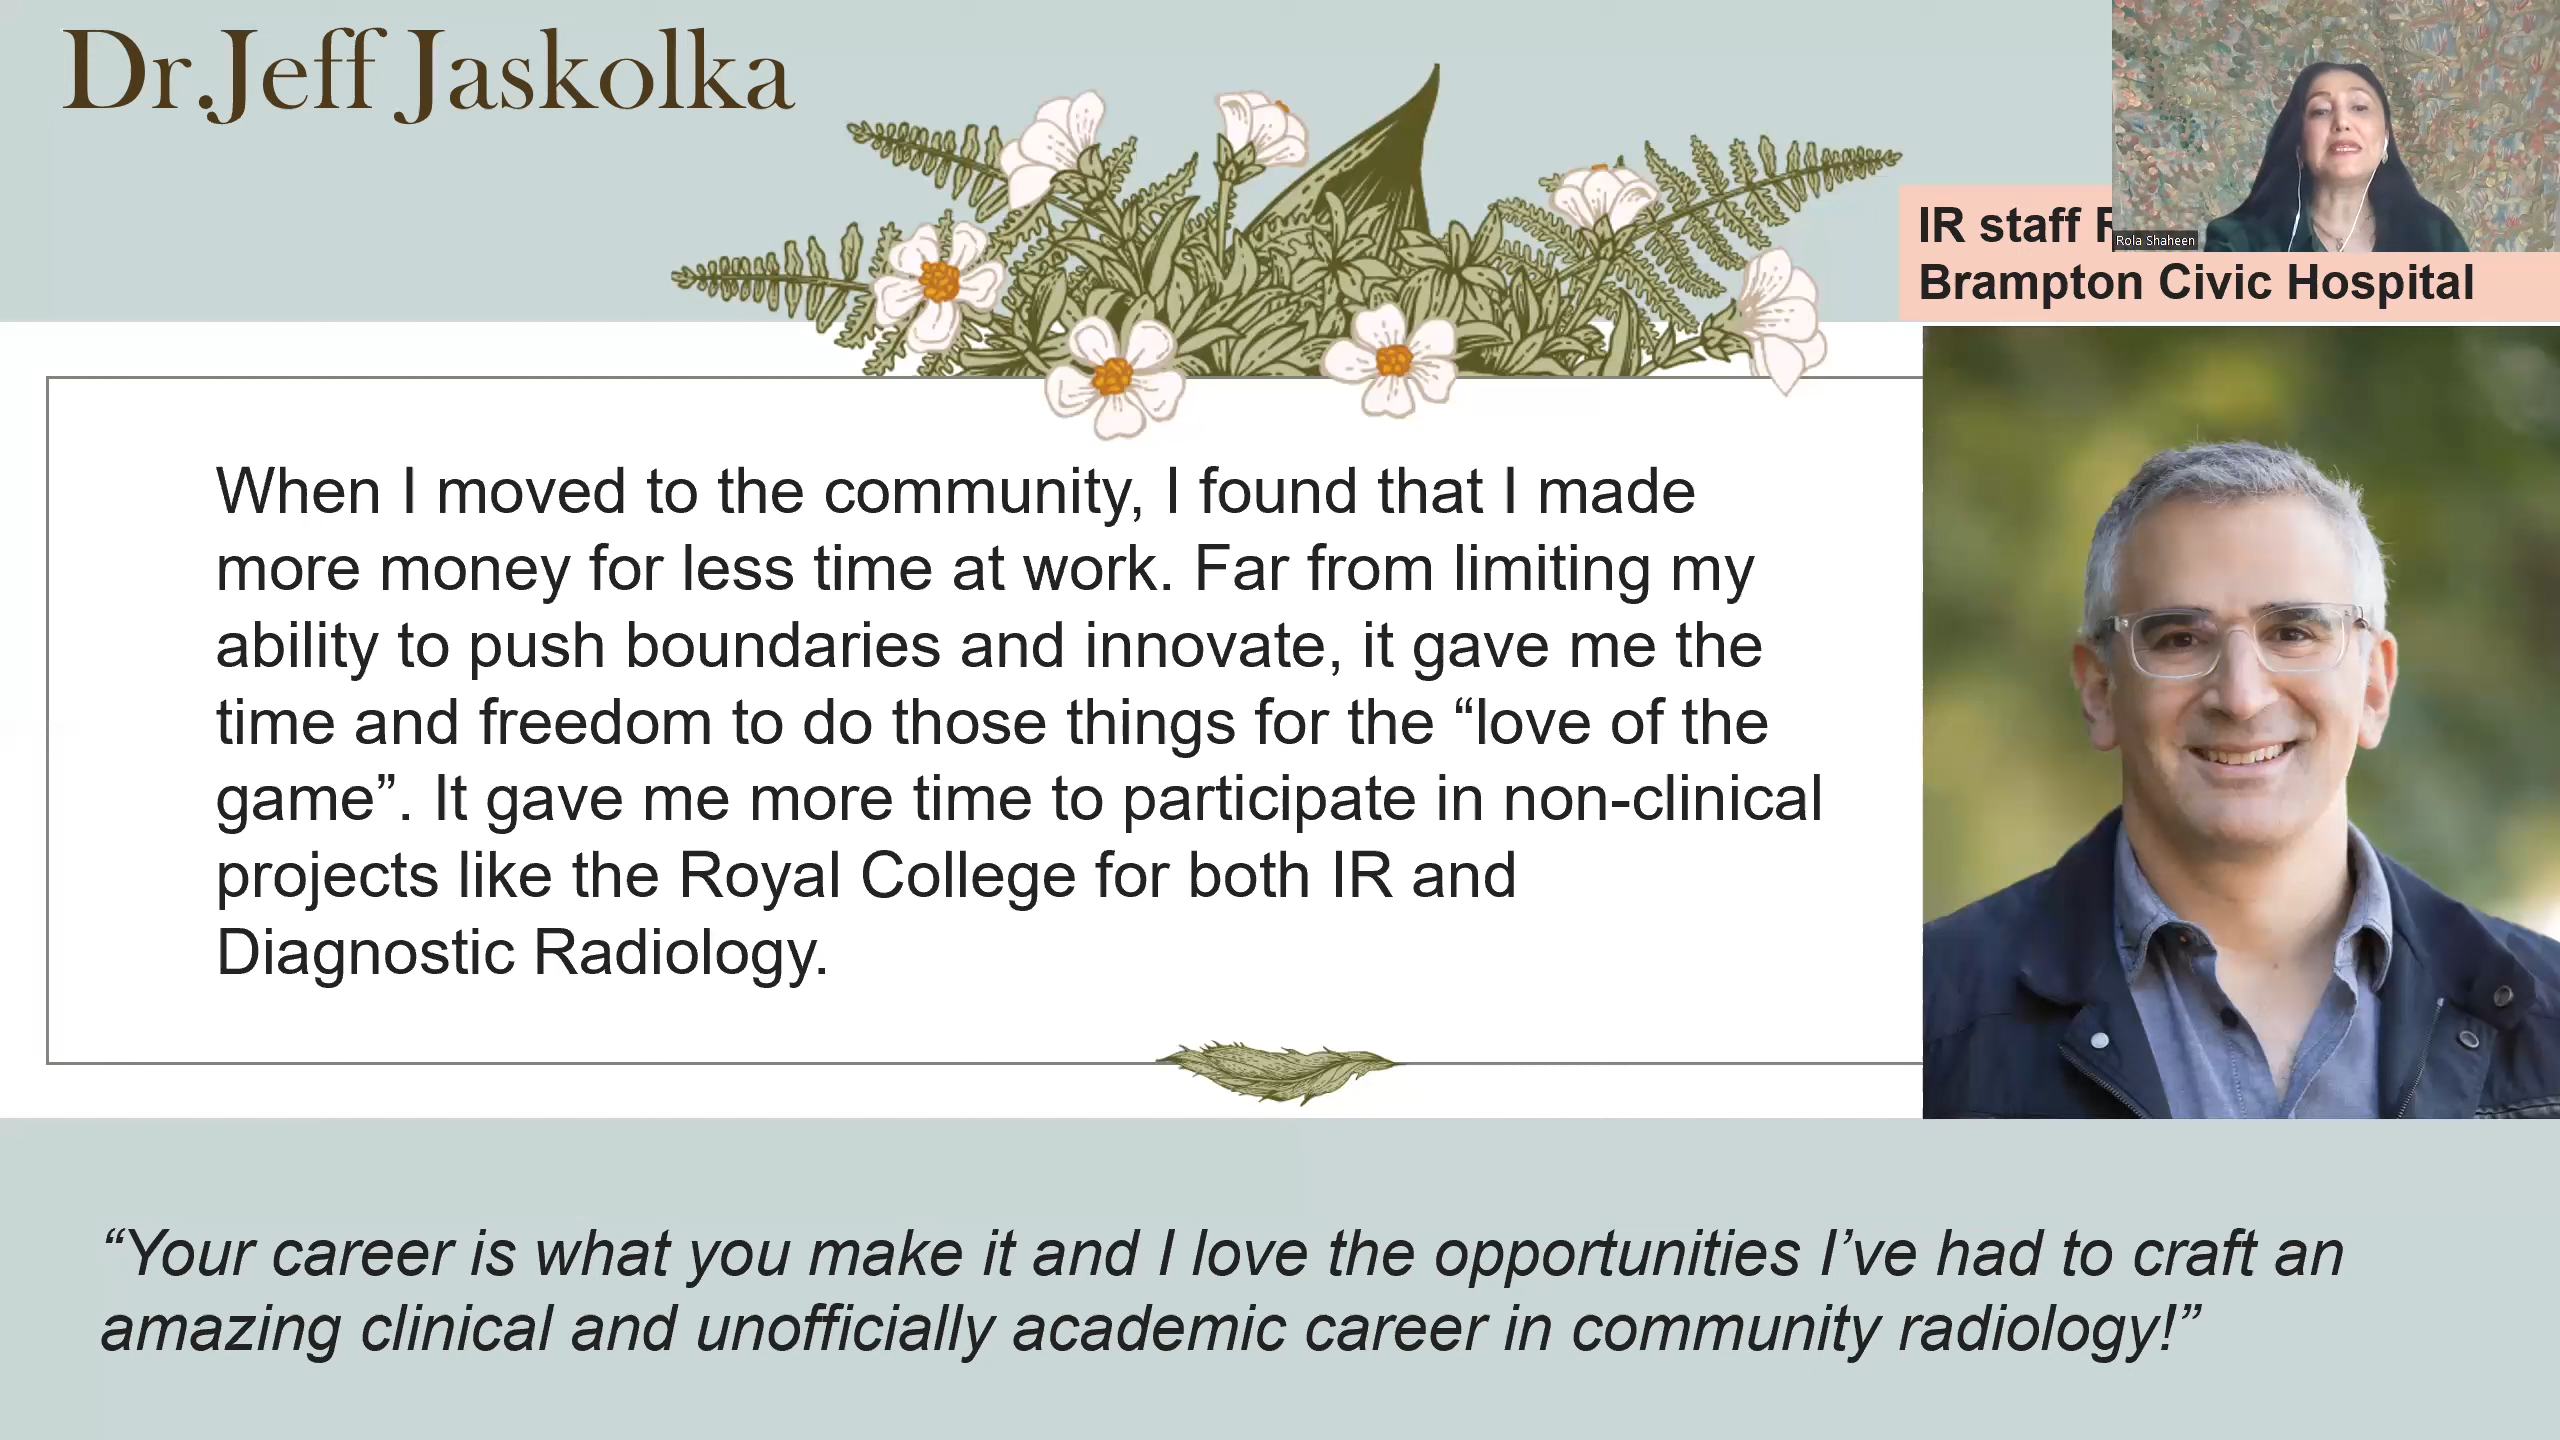 Dr.Jeff Jaskolka
IR staff
Rola Shaheen
Brampton Civic Hospital
When I moved to the community, I found that I made
more money for less time at work. Far from limiting my
ability to push boundaries and innovate, it gave me the
time and freedom to do those things for the “love of the
game”. It gave me more time to participate in non-clinical
projects like the Royal College for both IR and
Diagnostic Radiology.
“Your career is what you make it and I love the opportunities I’ve had to craft an
amazing clinical and unofficially academic career in community radiology!”